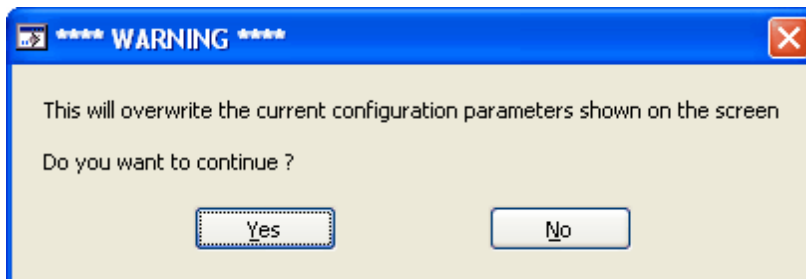 **** WARNING ****
This will overwrite the current configuration parameters shown on the screen
Do you want to continue ?
Yes No